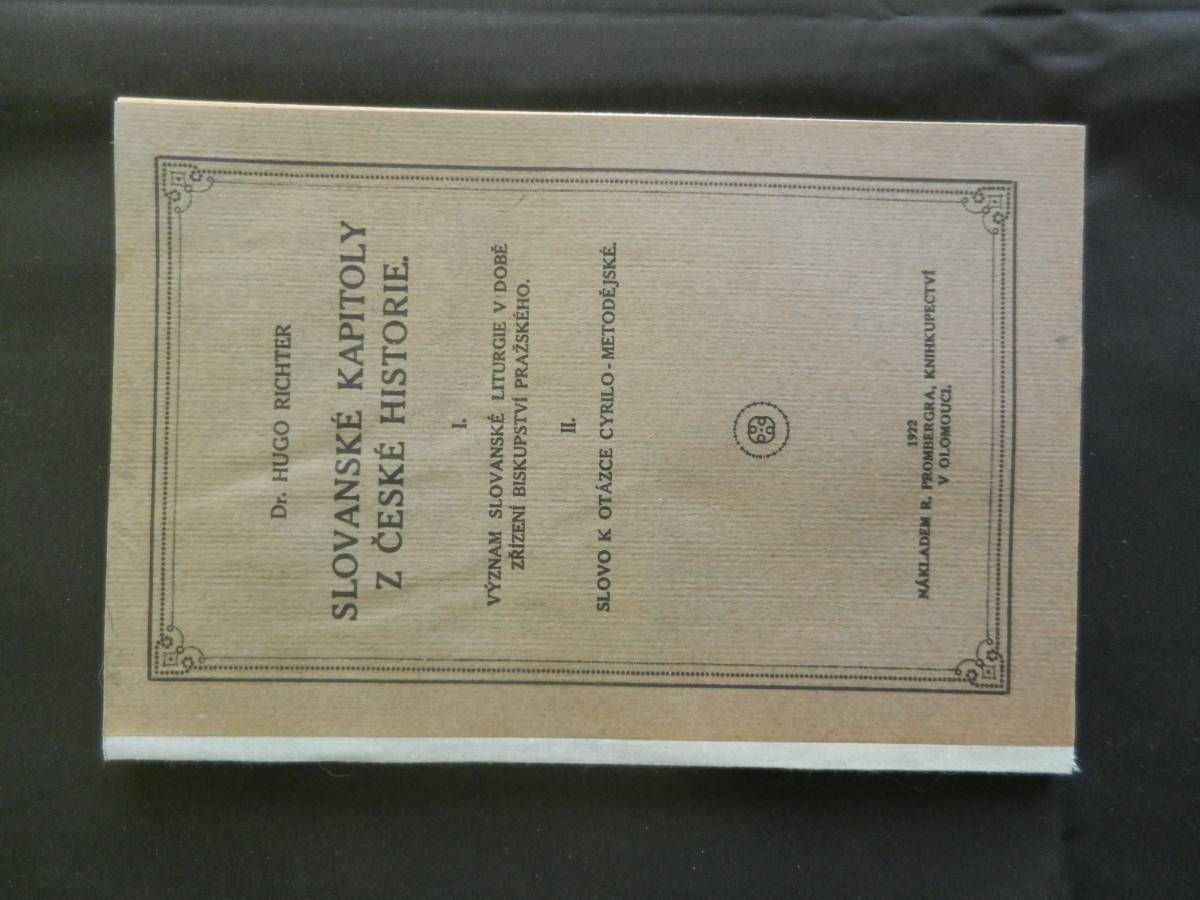 Dr. HUGO RICHTER
SLOVANSKÉ KAPITOLY
Z ČESKÉ HISTORIE.
I.
VÝZNAM SLOVANSKÉ LITURGIE V DOBĚ
ZŘÍZENÍ BISKUPSTVÍ PRAŽSKÉHO.
II.
SLOVO K OTÁZCE CYRILO-METODĚJSKÉ.
1922
NÁKLADEM R. PROMBERGRA, KNIHKUPECTVÍ
V OLOMOUCI.